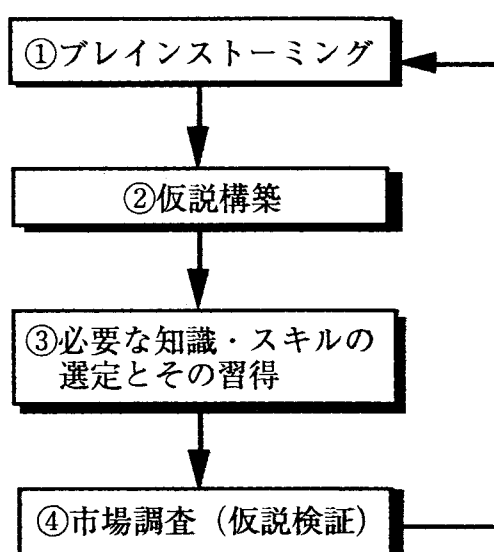 ①ブレインストーミング
②仮説構築
③必要な知識・スキルの
選定とその習得
④市場調査（仮説検証）